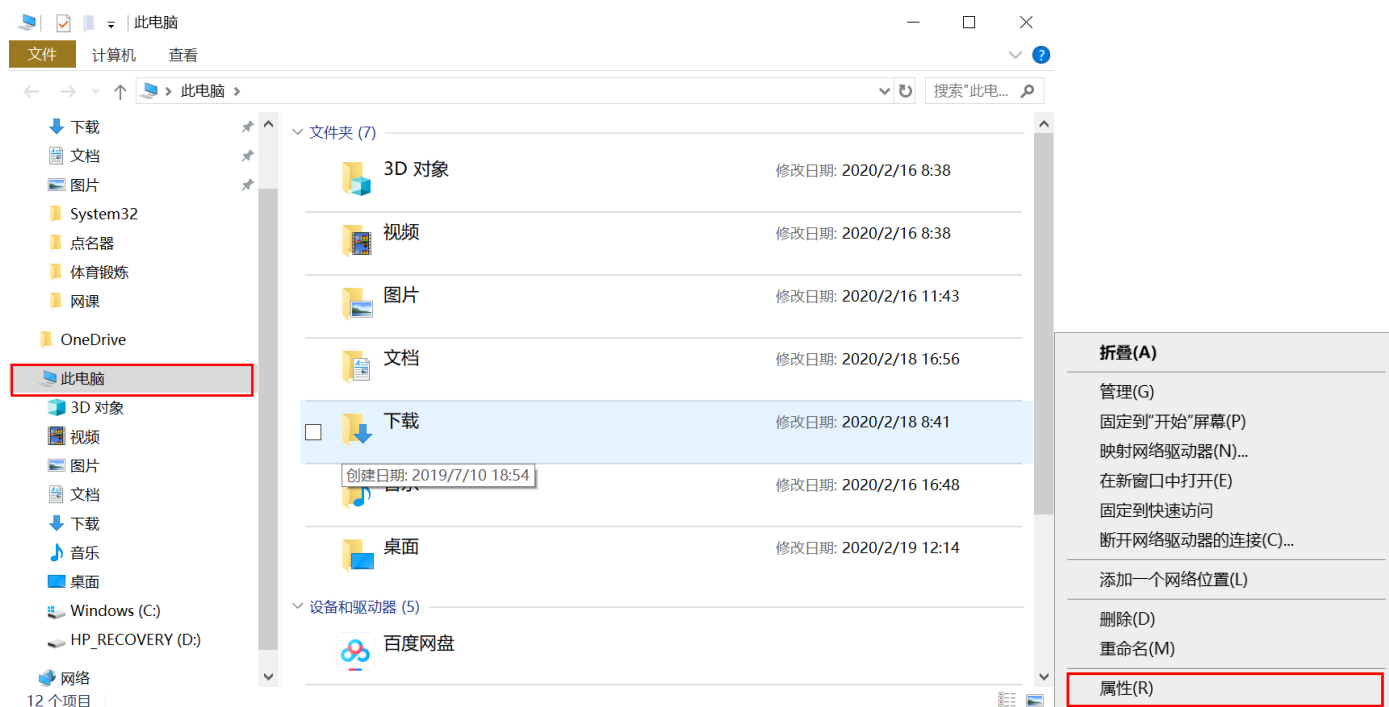 此电脑
文件 计算机 查看
此电脑 搜索"此电...
下载
文档
图片
System32
点名器
体育锻炼
网课
OneDrive
此电脑
3D 对象
视频
图片
文档
下载
音乐
桌面
Windows (C:)
HP_RECOVERY (D:)
网络
文件夹 (7)
3D 对象 修改日期: 2020/2/16 8:38
视频 修改日期: 2020/2/16 8:38
图片 修改日期: 2020/2/16 11:43
文档 修改日期: 2020/2/18 16:56
下载 修改日期: 2020/2/18 8:41
创建日期: 2019/7/10 18:54
修改日期: 2020/2/16 16:48
桌面 修改日期: 2020/2/19 12:14
设备和驱动器 (5)
百度网盘
12 个项目
折叠(A)
管理(G)
固定到"开始"屏幕(P)
映射网络驱动器(N)...
在新窗口中打开(E)
固定到快速访问
断开网络驱动器的连接(C)...
添加一个网络位置(L)
删除(D)
重命名(M)
属性(R)